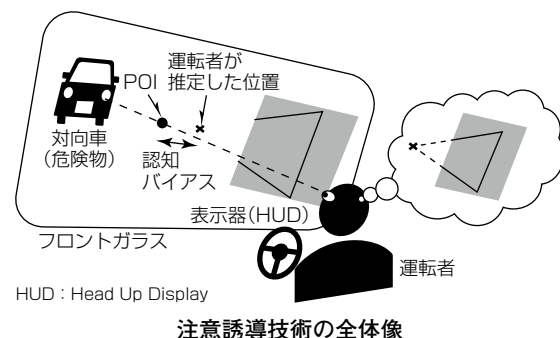 運転者が
推定した位置
POI
対向車
(危険物)
認知
バイアス
表示器(HUD)
フロントガラス
運転者
HUD：Head Up Display
注意誘導技術の全体像